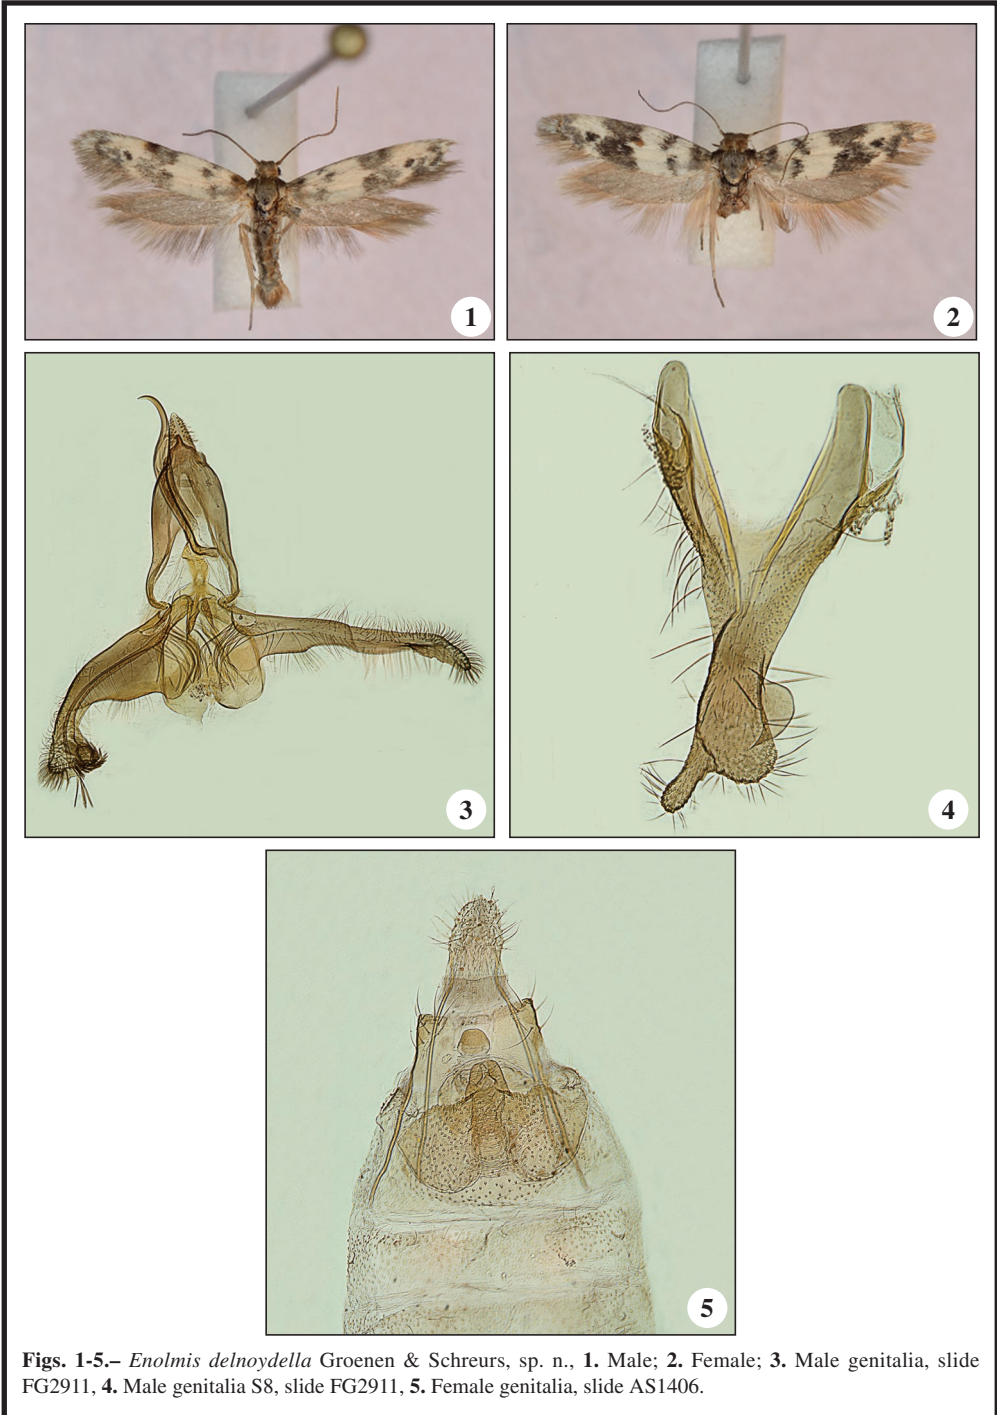 1
2
3
4
5
Figs. 1-5.– Enolmis delnoydella Groenen & Schreurs, sp. n., 1. Male; 2. Female; 3. Male genitalia, slide
FG2911, 4. Male genitalia S8, slide FG2911, 5. Female genitalia, slide AS1406.